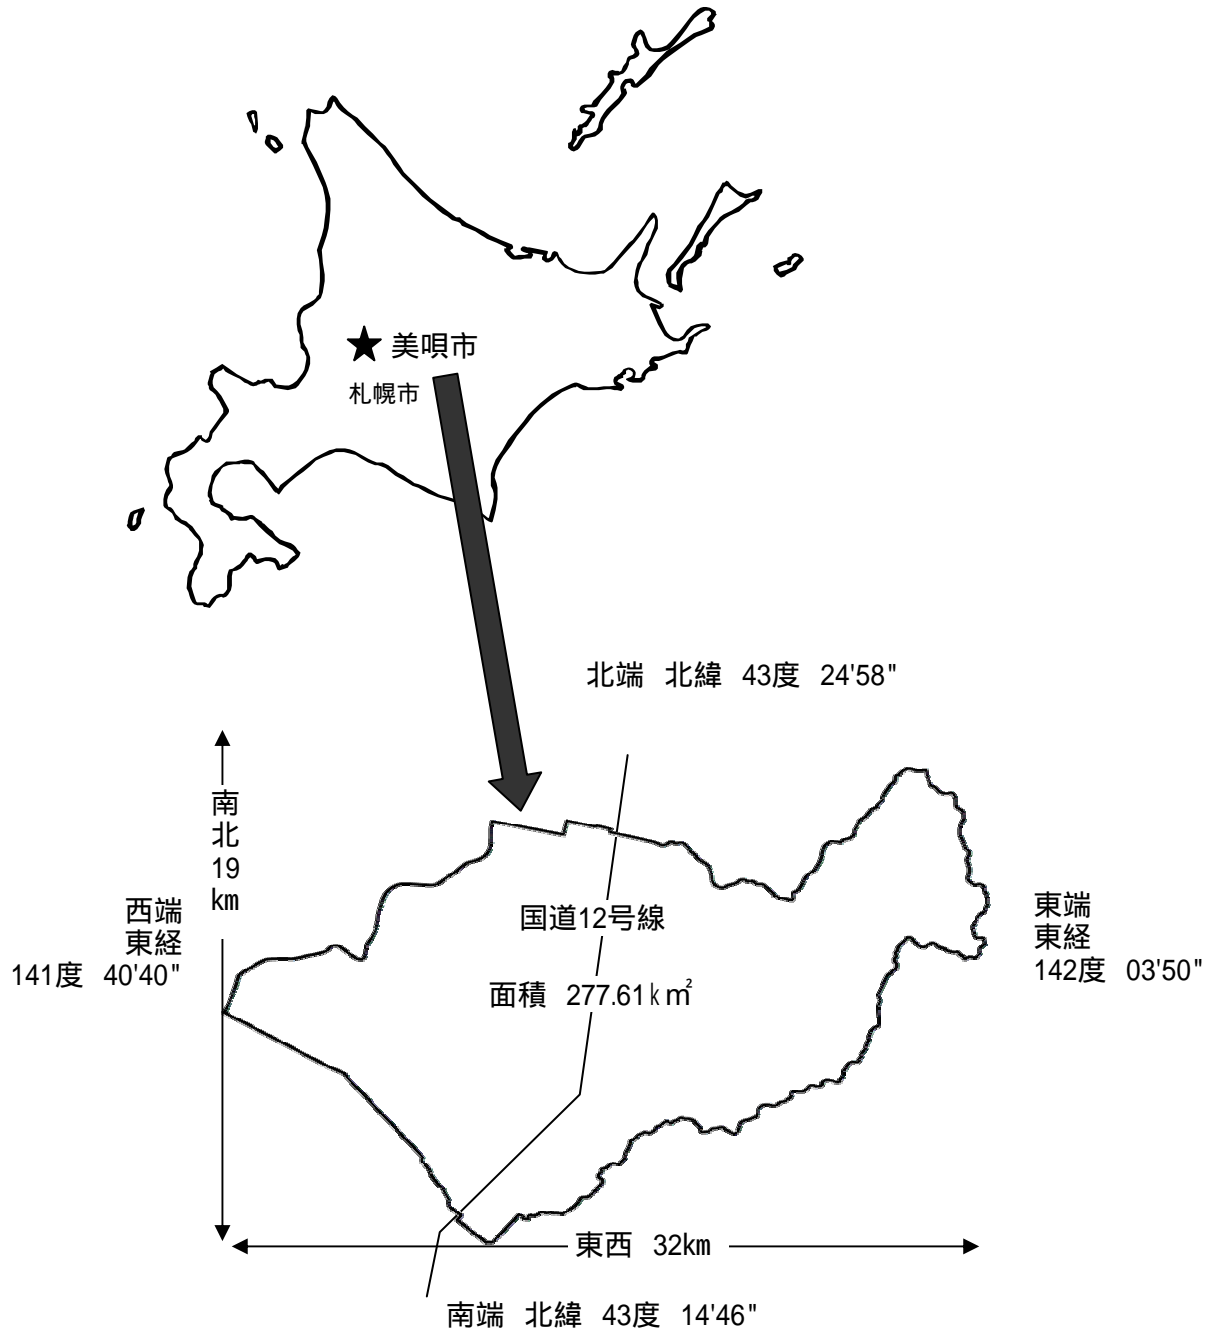 美唄市
札幌市
北端 北緯 43度 24'58"
南
北
19
km
西端
東経
141度 40'40"
国道12号線
面積 277.61k㎡
東端
東経
142度 03'50"
東西 32km
南端 北緯 43度 14'46"